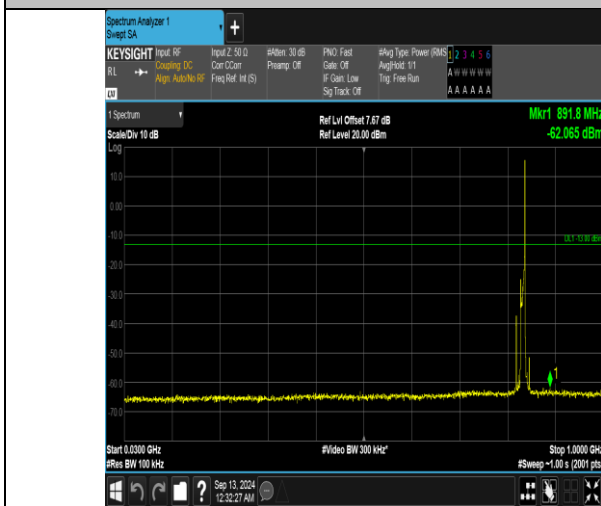 Spectrum Analyzer 1
Swept SA
+
KEYSIGHT Input: RF Input Z: 50 Ω #Atten: 30 dB PNO: Fast #Avg Type: Power (RMS 1 2 3 4 5 6
RL Coupling: DC Corr CCorr Preamp: Off Gate: Off Avg|Hold: 1/1 A W W W W W
Align: Auto/No RF Freq Ref: Int (S) IF Gain: Low Trig: Free Run
Sig Track: Off A A A A A A
1 Spectrum Ref Lvl Offset 7.67 dB Mkr1 891.8 MHz
Scale/Div 10 dB Ref Level 20.00 dBm -62.065 dBm
Log
10.0
0.00
-10.0
DL1 -13.00 dBm
-20.0
-30.0
-40.0
-50.0
-60.0
1
-70.0
Start 0.0300 GHz #Video BW 300 kHz* Stop 1.0000 GHz
#Res BW 100 kHz #Sweep ~1.00 s (2001 pts
? Sep 13, 2024
12:32:27 AM